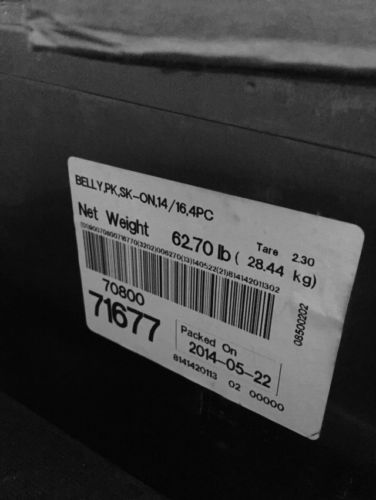 BELLY,PK,SK-ON,14/16,4PC
Tare 2.30
Net Weight 62.70 lb ( 28.44 kg)
70800
71677
Packed On
2014-05-22
8141420113 02 00000
08500202